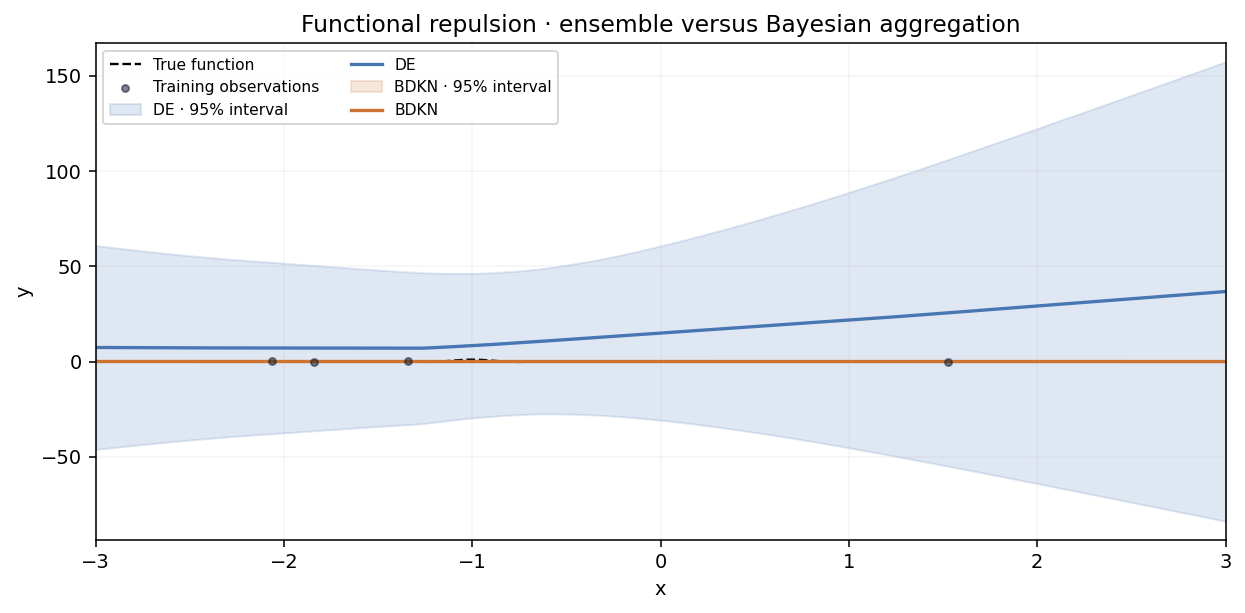 Functional repulsion · ensemble versus Bayesian aggregation
True function
Training observations
DE · 95% interval
DE
BDKN · 95% interval
BDKN
150
100
50
0
−50
y
−3
−2
−1
0
1
2
3
x